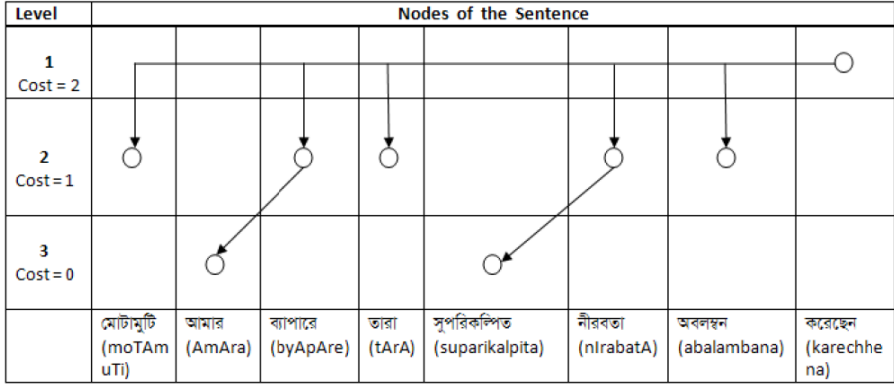 Level Nodes of the Sentence
1
Cost = 2
2
Cost = 1
3
Cost = 0
মোটামুটি আমার ব্যাপারে তারা সুপরিকল্পিত নীরবতা অবলম্বন করেছেন
(moTAm (AmAra) (byApAre) (tArA) (suparikalpita) (nIrabatA) (abalambana) (karechhe
uTi) na)